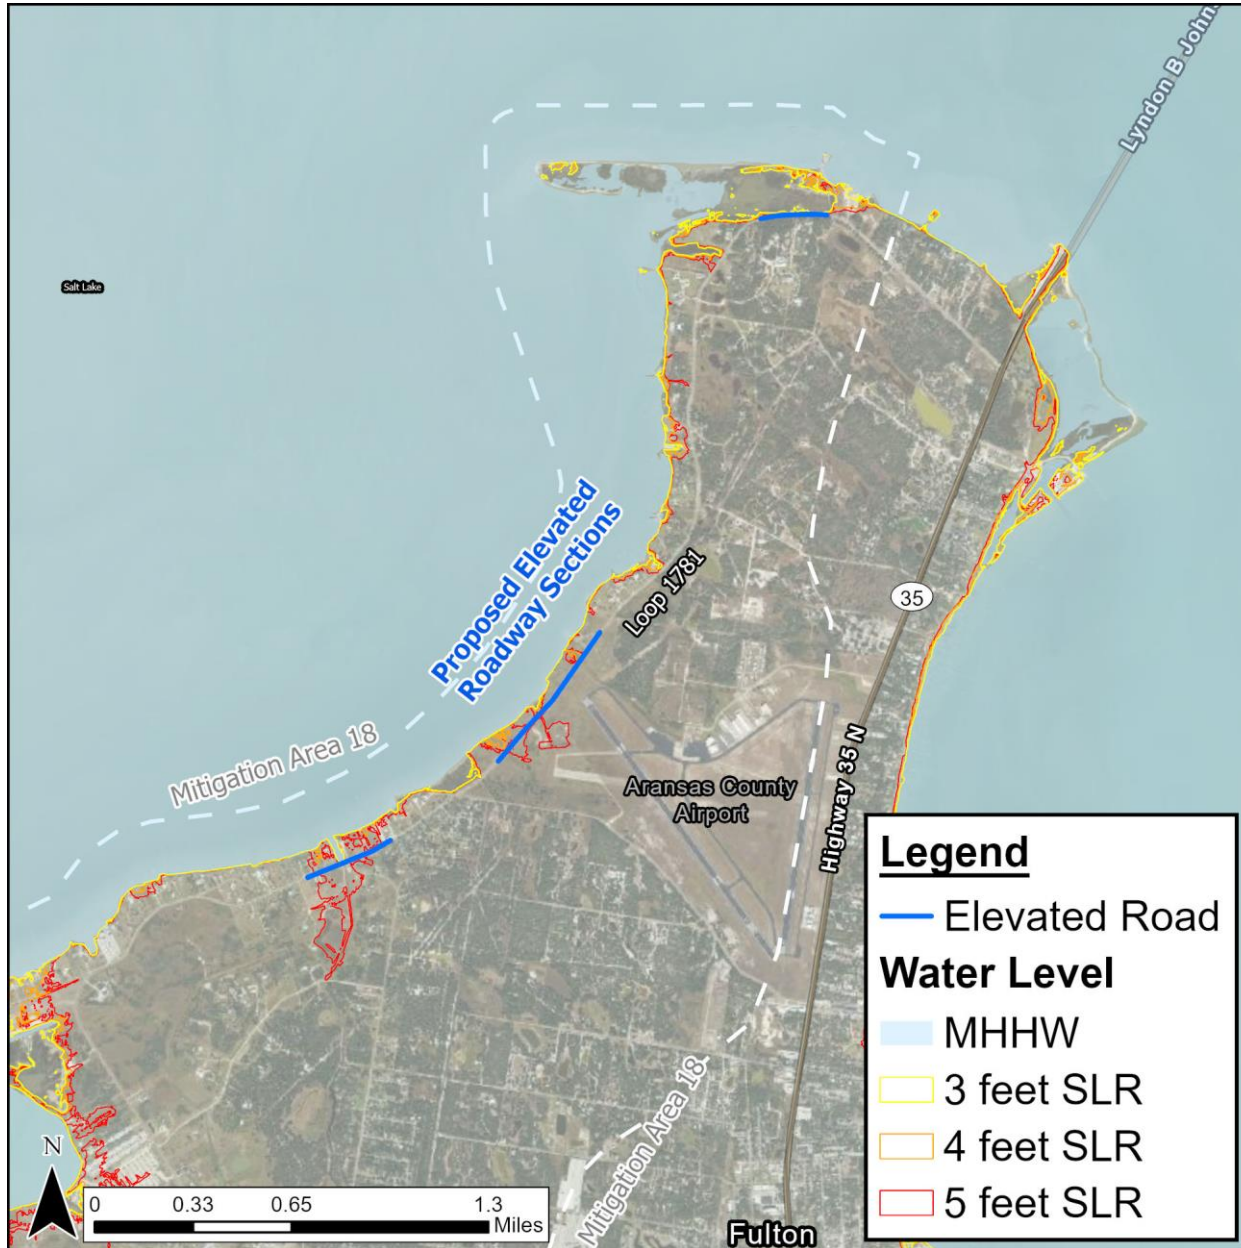 Lyndon B Johns
Salt Lake
Proposed Elevated
Roadway Sections
Loop 1781
35
Mitigation Area 18
Aransas County
Airport
Highway 35 N
Mitigation Area 18
Fulton
N
0 0.33 0.65 1.3
Miles
Legend
Elevated Road
Water Level
MHHW
3 feet SLR
4 feet SLR
5 feet SLR